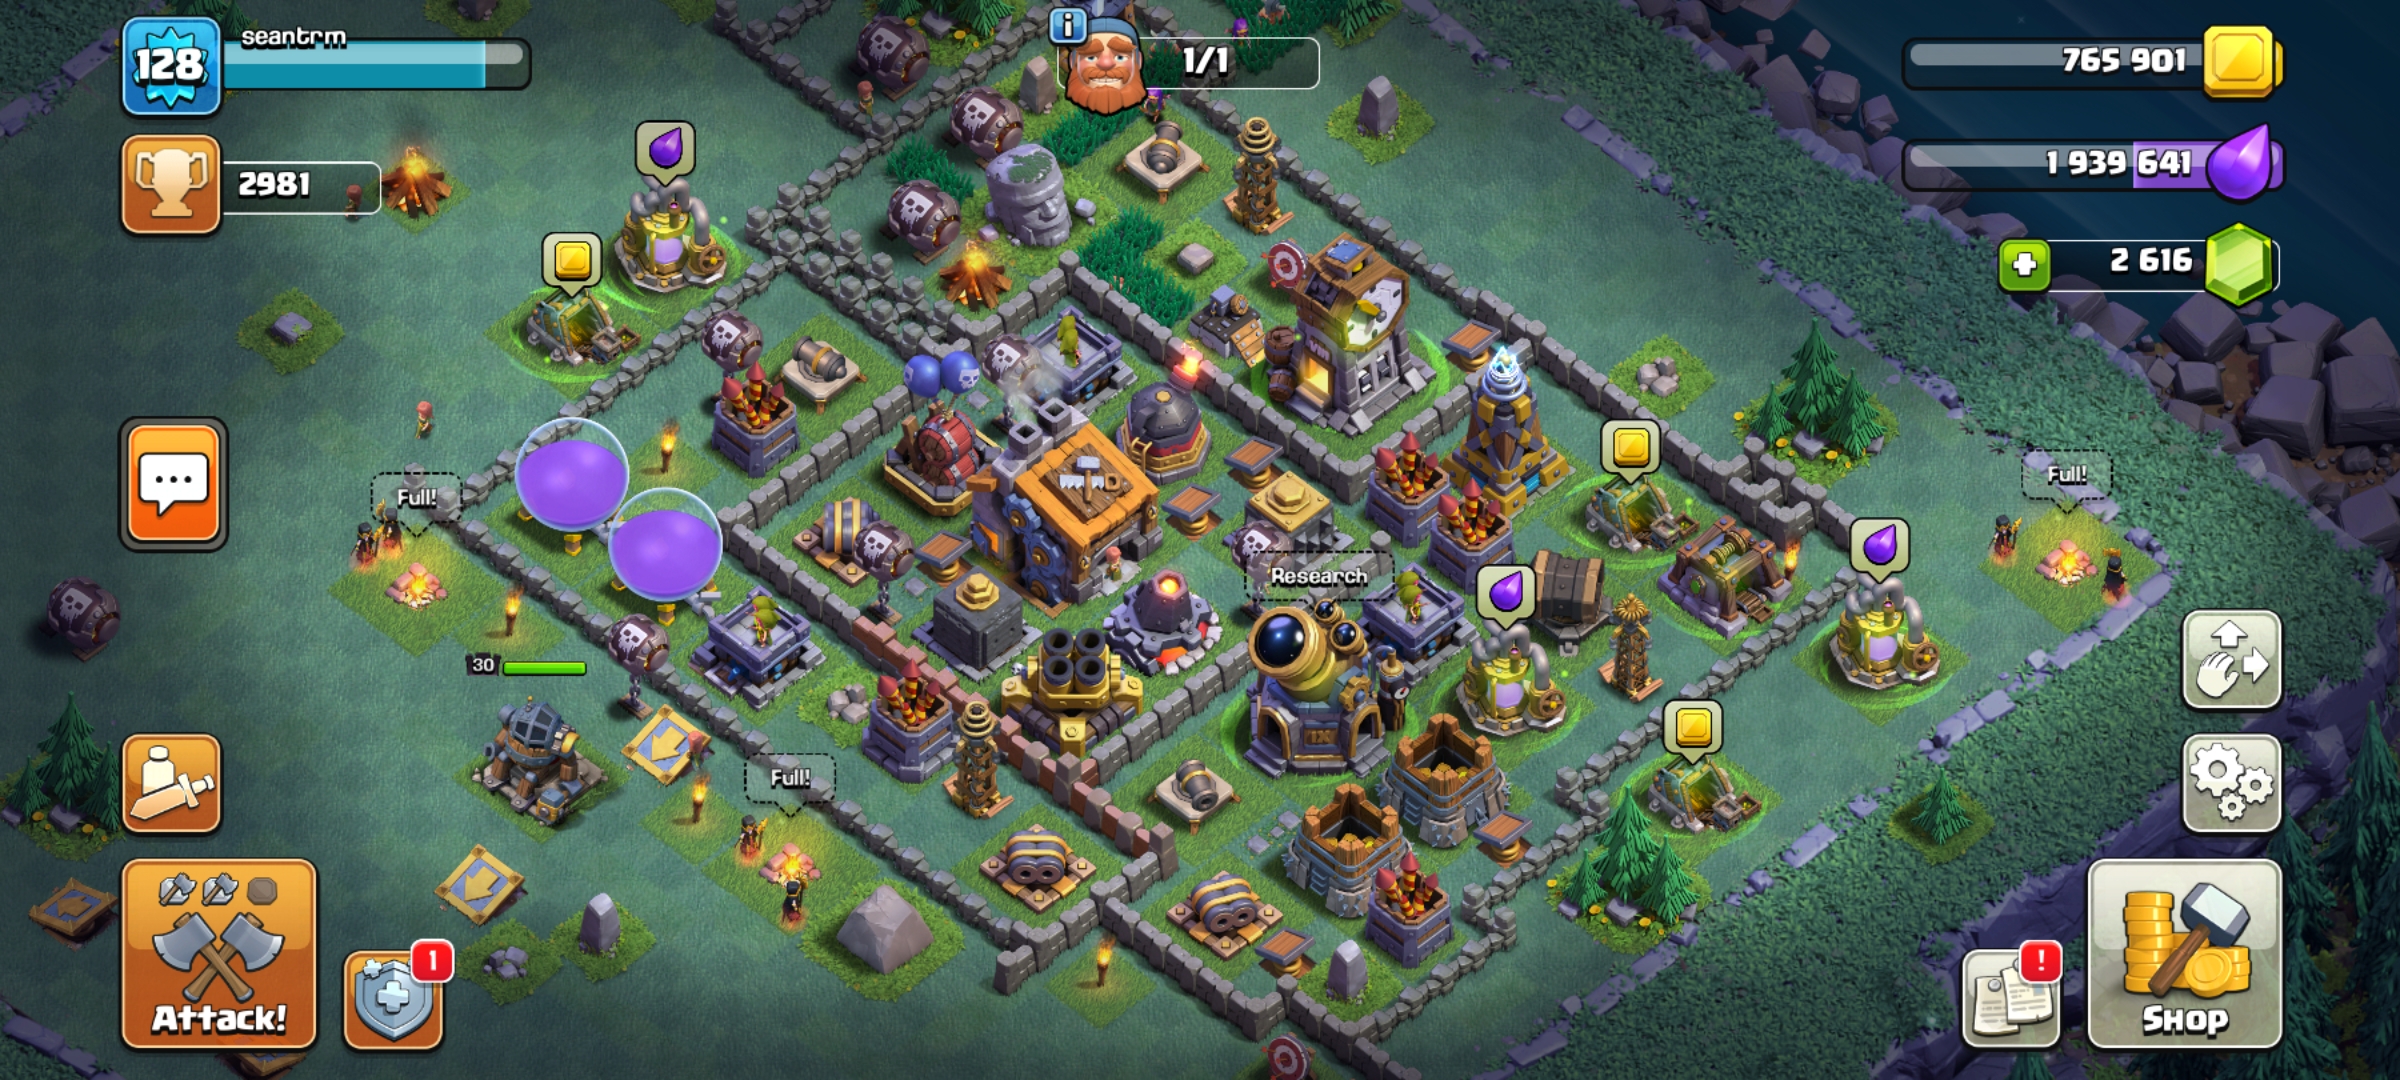 128
seantrm
1/1
765 901
2981
1 939 641
2 616
Full!
Full!
Research
30
Full!
IX
Attack!
1
!
Shop